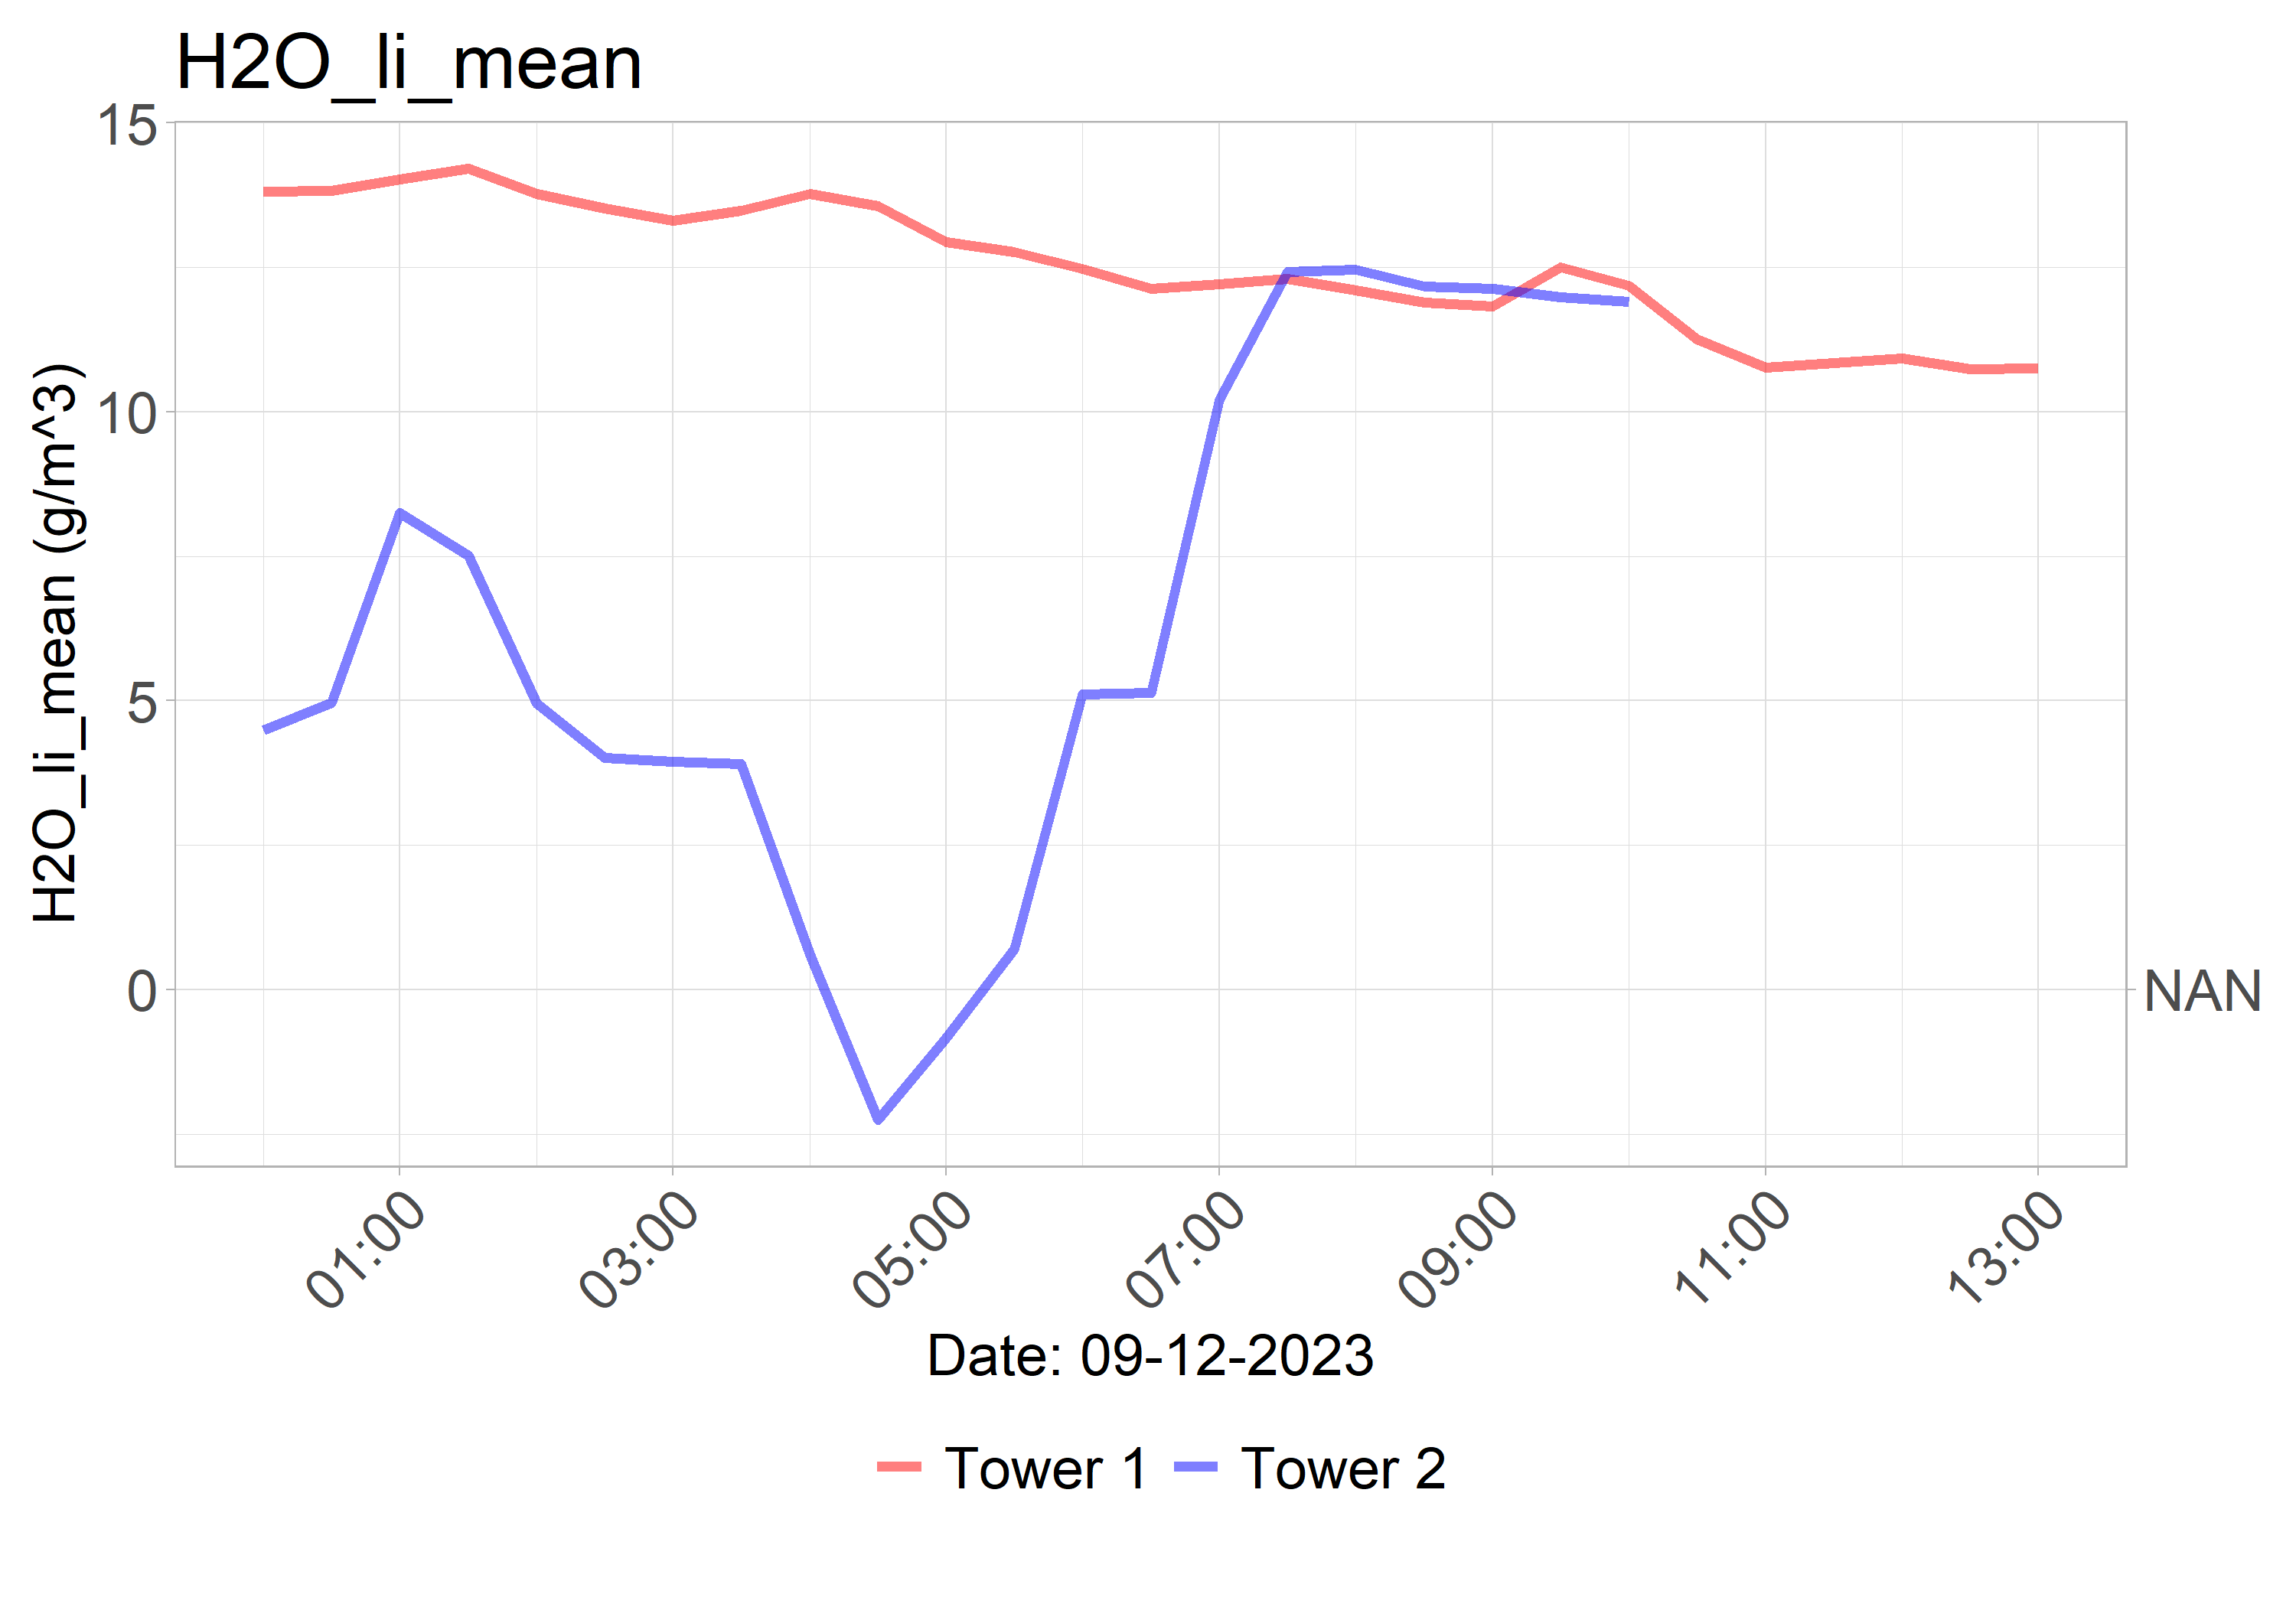 H2O_li_mean
H2O_li_mean (g/m^3)
15
10
5
0
NAN
01:00
03:00
05:00
07:00
09:00
11:00
13:00
Date: 09-12-2023
Tower 1 Tower 2